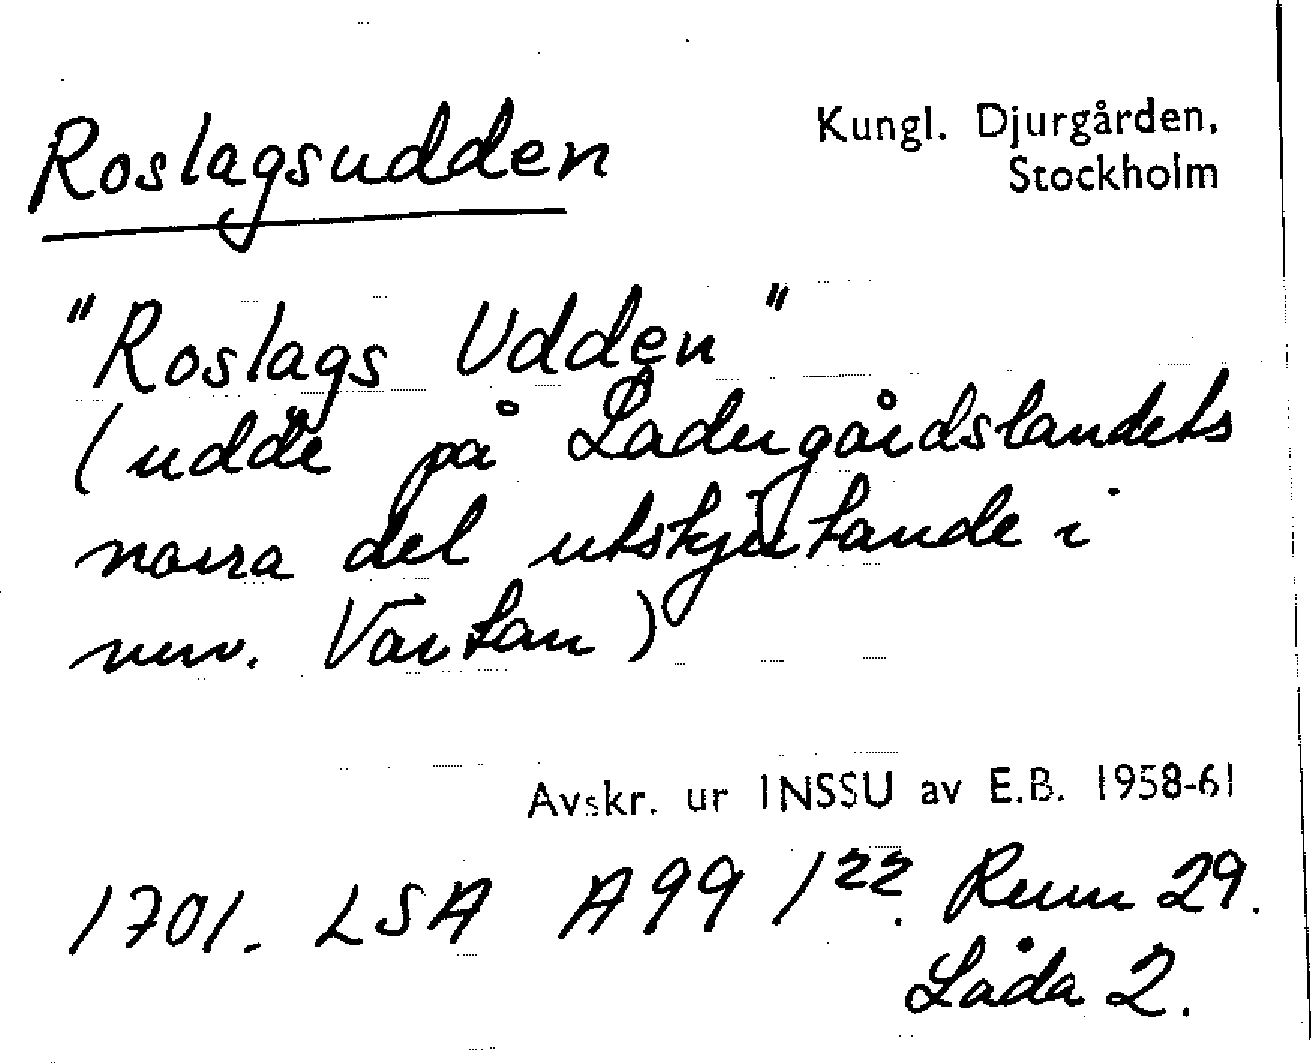 Roslagsudden
Kungl. Djurgården,
Stockholm
"Roslags Udden"
(udde på Ladugårdslandets
norra del utskjutande i
nuv. Värtan)
Avskr. ur INSSU av E.B. 1958-61
1701. LSA A99 1²². Rum 29.
Låda 2.